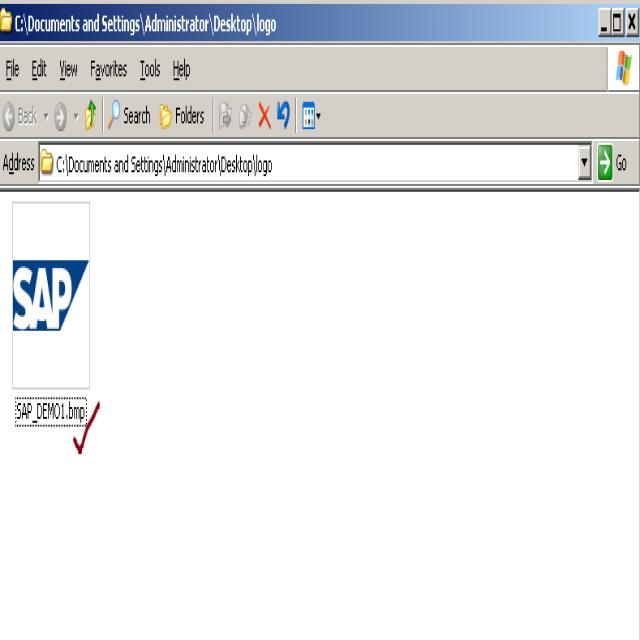 C:\Documents and Settings\Administrator\Desktop\logo
File Edit View Favorites Tools Help
Back Search Folders
Address C:\Documents and Settings\Administrator\Desktop\logo Go
SAP
SAP_DEMO1.bmp